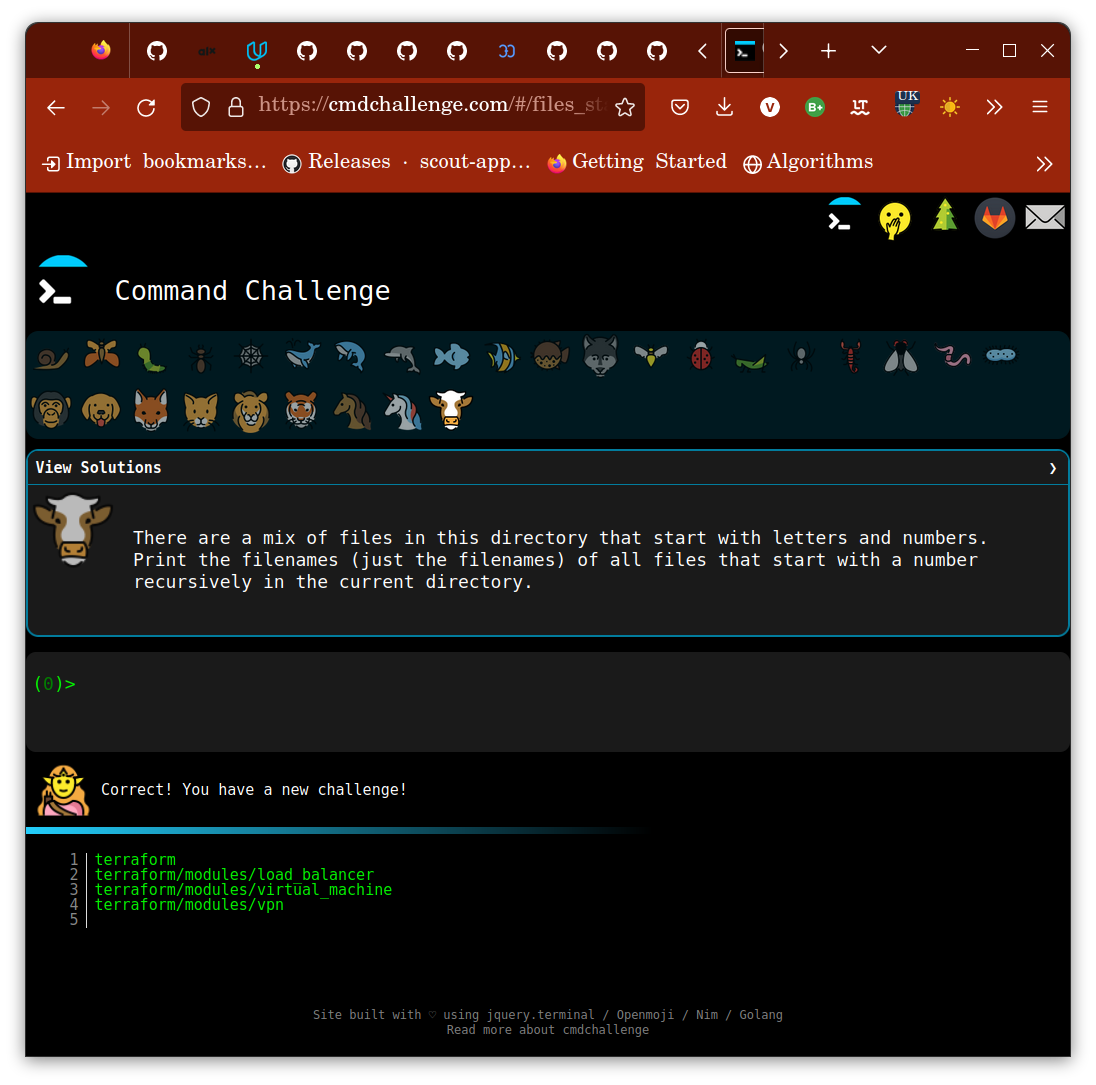 https://cmdchallenge.com/#/files_sta
Import bookmarks... Releases · scout-app... Getting Started Algorithms
UK
Command Challenge
View Solutions
There are a mix of files in this directory that start with letters and numbers.
Print the filenames (just the filenames) of all files that start with a number
recursively in the current directory.
(0)>
Correct! You have a new challenge!
1 terraform
2 terraform/modules/load_balancer
3 terraform/modules/virtual_machine
4 terraform/modules/vpn
5
Site built with ♡ using jquery.terminal / Openmoji / Nim / Golang
Read more about cmdchallenge